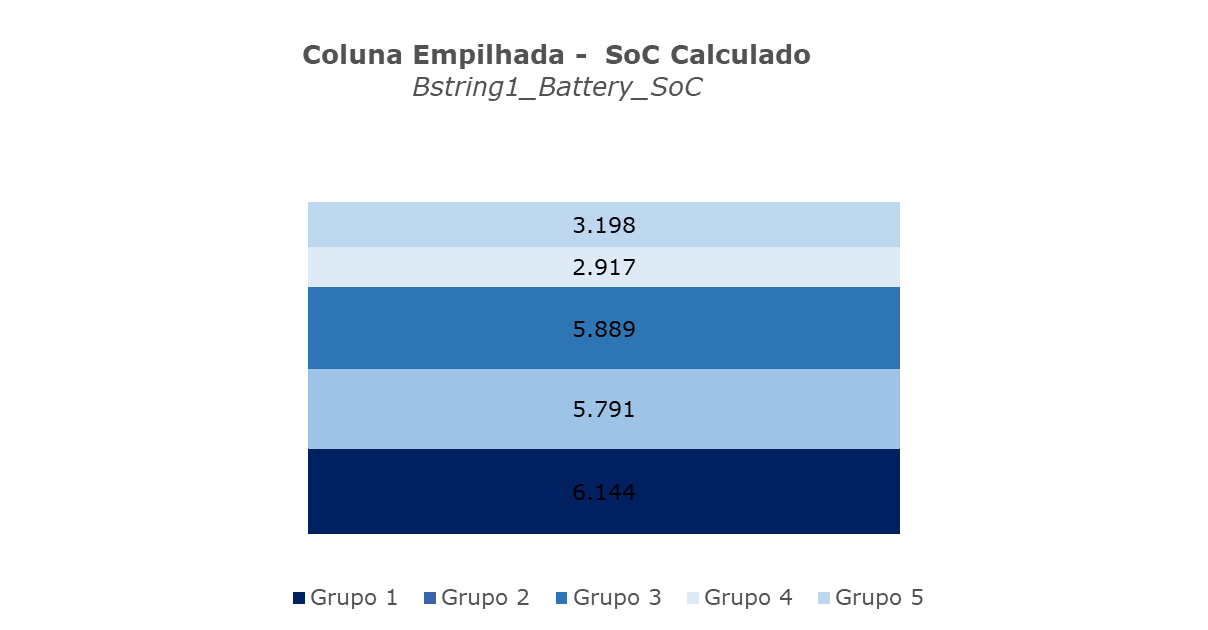 Coluna Empilhada -  SoC Calculado
Bstring1_Battery_SoC
3.198
2.917
5.889
5.791
6.144
Grupo 1 Grupo 2 Grupo 3 Grupo 4 Grupo 5